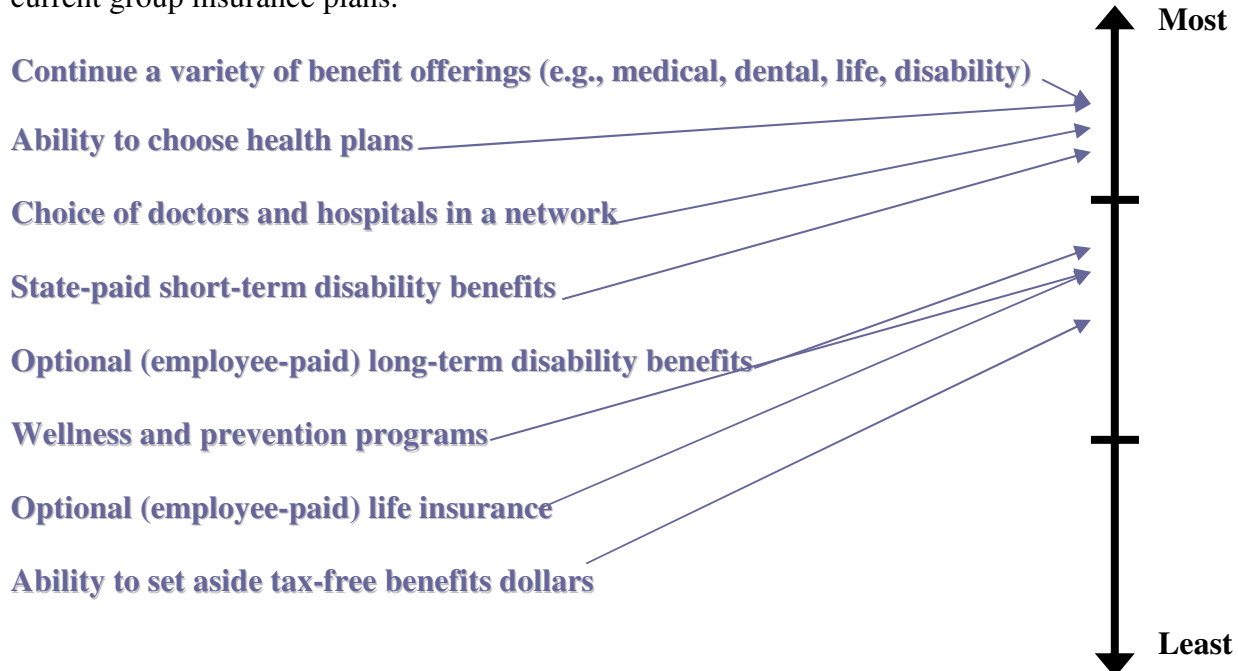 current group insurance plans.
Most
Continue a variety of benefit offerings (e.g., medical, dental, life, disability)
Ability to choose health plans
Choice of doctors and hospitals in a network
State-paid short-term disability benefits
Optional (employee-paid) long-term disability benefits
Wellness and prevention programs
Optional (employee-paid) life insurance
Ability to set aside tax-free benefits dollars
Least